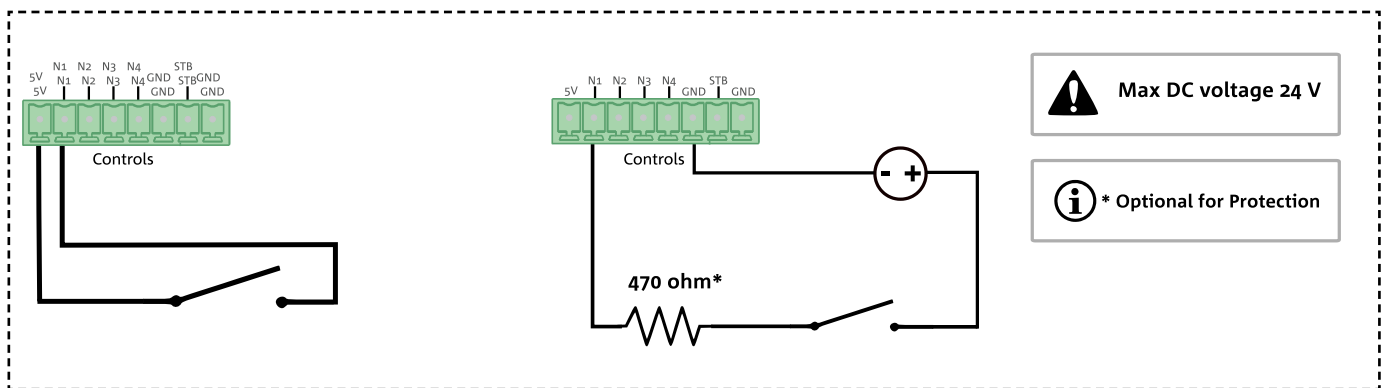 N1 N2 N3 N4 STB
5V N1 N2 N3 N4 GND STB GND
5V GND GND
Controls
N1 N2 N3 N4 STB
5V GND GND
Controls
- +
470 ohm*
Max DC voltage 24 V
* Optional for Protection